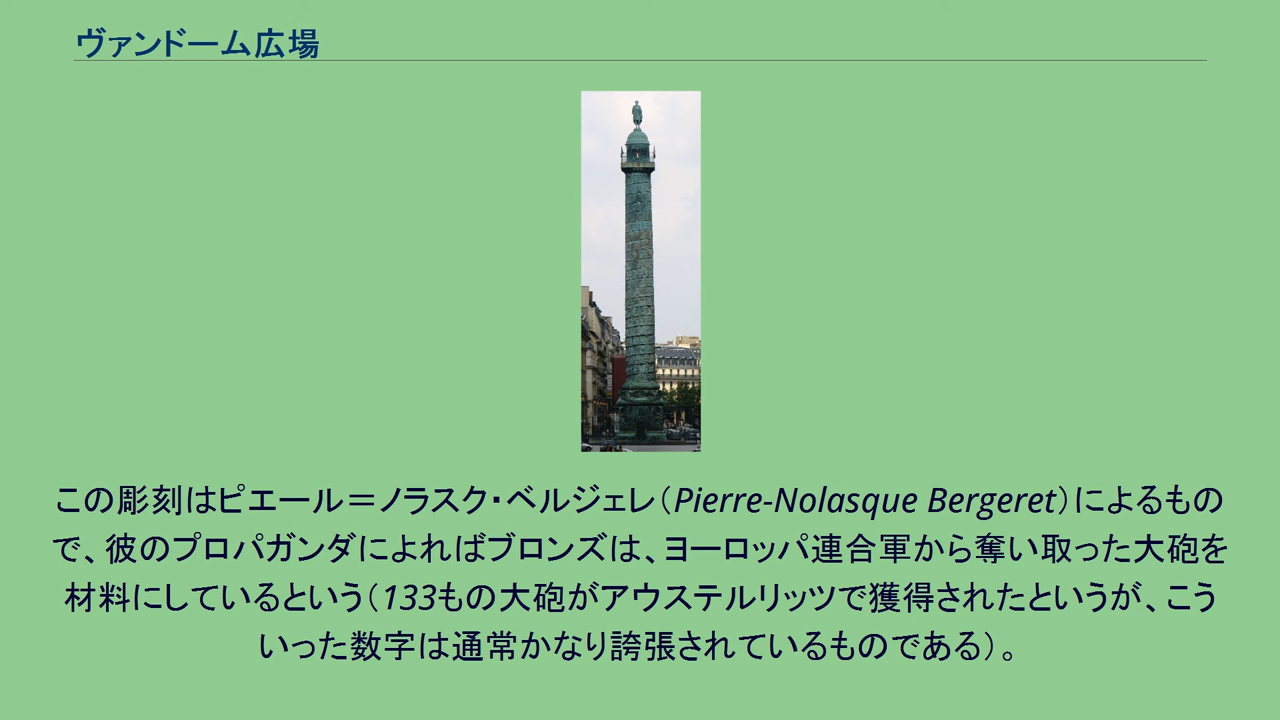 ヴァンドーム広場
この彫刻はピエール＝ノラスク・ベルジェレ（Pierre-Nolasque Bergeret）によるもの
で、彼のプロパガンダによればブロンズは、ヨーロッパ連合軍から奪い取った大砲を
材料にしているという（133もの大砲がアウステルリッツで獲得されたというが、こう
いった数字は通常かなり誇張されているものである）。